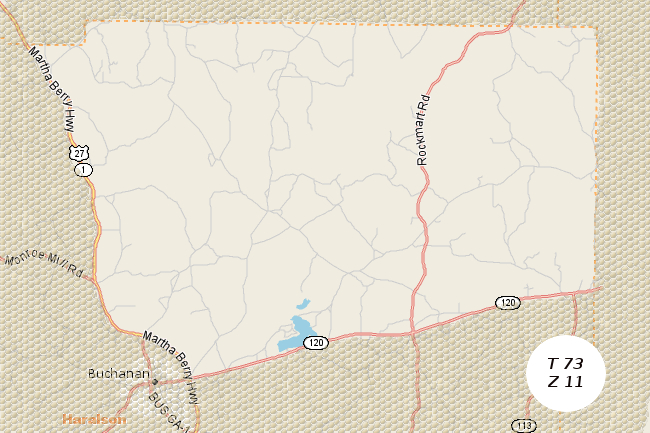 Martha Berry Hwy
27
1
Rockmart Rd
Monroe Mill Rd
120
120
Martha Berry Hwy
Buchanan
BUS GA-1
Haralson
T 73
Z 11
113